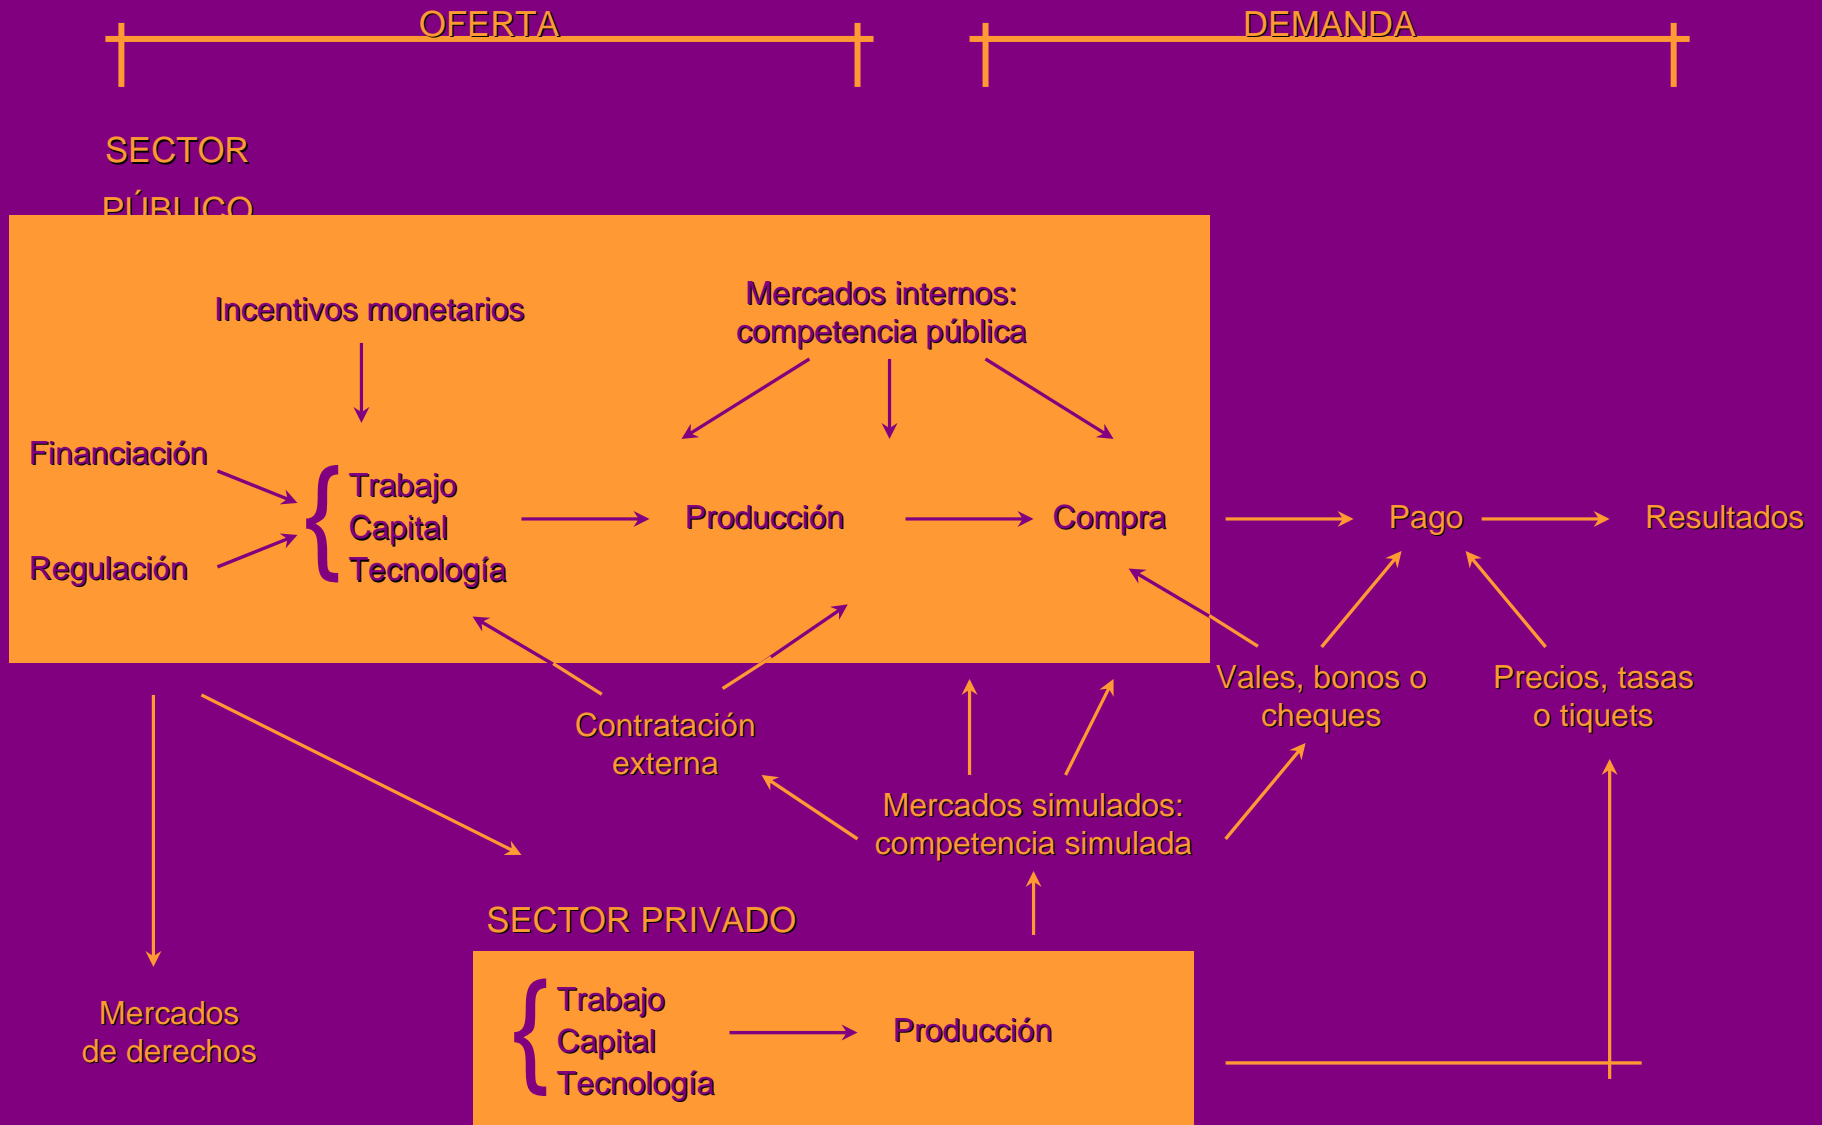 OFERTA
DEMANDA
SECTOR
PÚBLICO
Incentivos monetarios
Mercados internos:
competencia pública
Financiación
Regulación
{ Trabajo
Capital
Tecnología
Producción
Compra
Pago
Resultados
Contratación
externa
Vales, bonos o
cheques
Precios, tasas
o tiquets
Mercados simulados:
competencia simulada
SECTOR PRIVADO
Mercados
de derechos
{ Trabajo
Capital
Tecnología
Producción